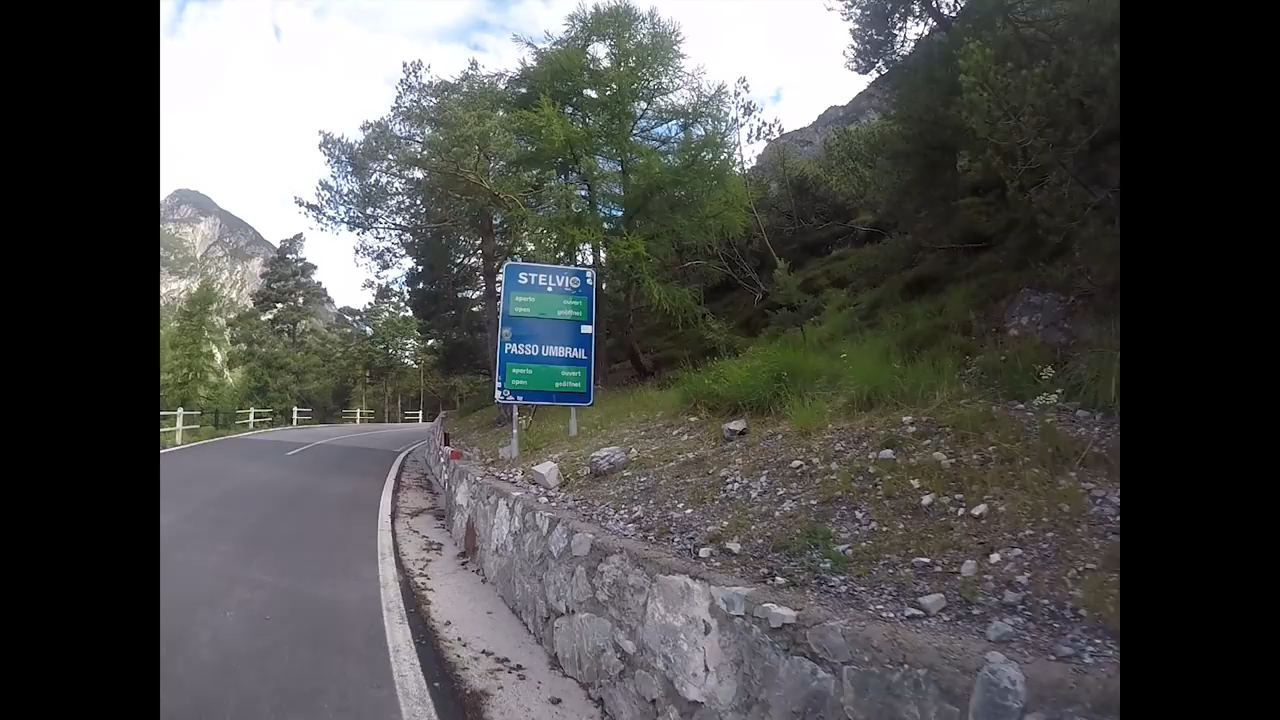 STELVIO
aperto ouvert
open geöffnet
PASSO UMBRAIL
aperto ouvert
open geöffnet